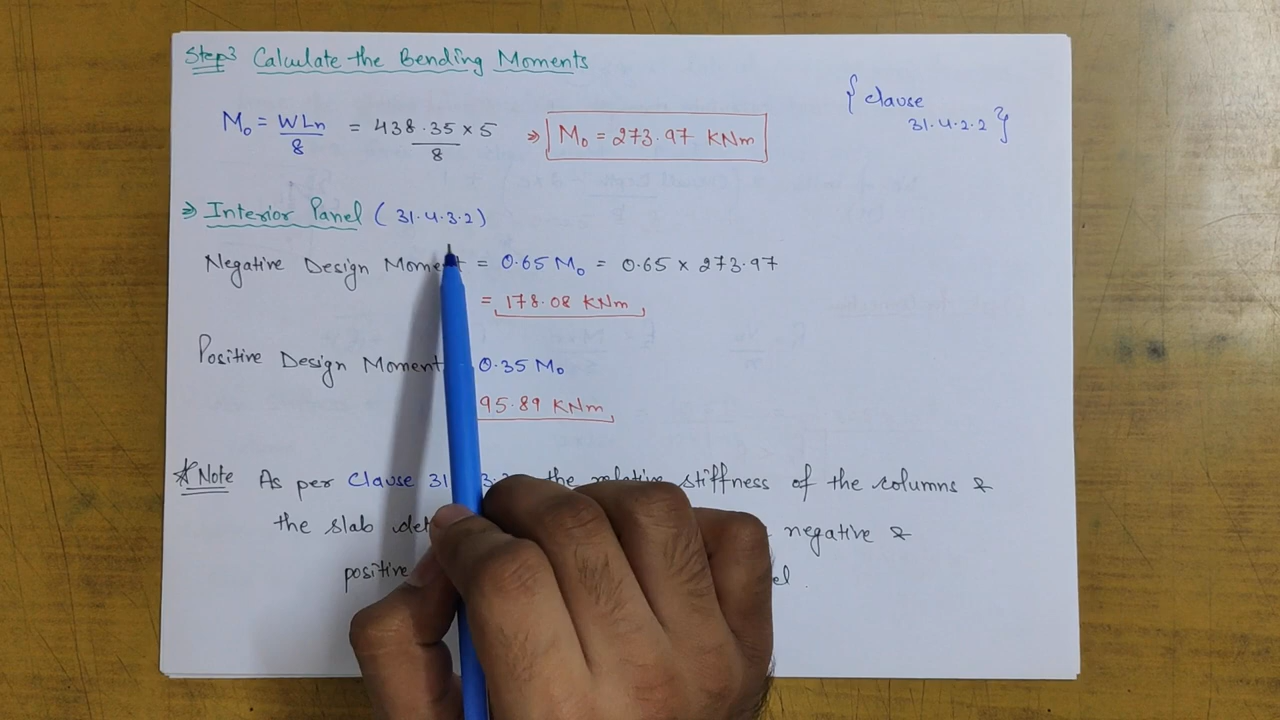 Step3 Calculate the Bending Moments
{ clause
31.4.2.2 }
M₀ = WLn/8 = 438.35 × 5/8 ⇒ M₀ = 273.97 KNm
⇒ Interior Panel (31.4.3.2)
Negative Design Moment = 0.65 M₀ = 0.65 × 273.97
= 178.08 KNm
Positive Design Moment 0.35 M₀
95.89 KNm
*Note As per Clause 31 the relative stiffness of the columns &
the slab negative &
positive